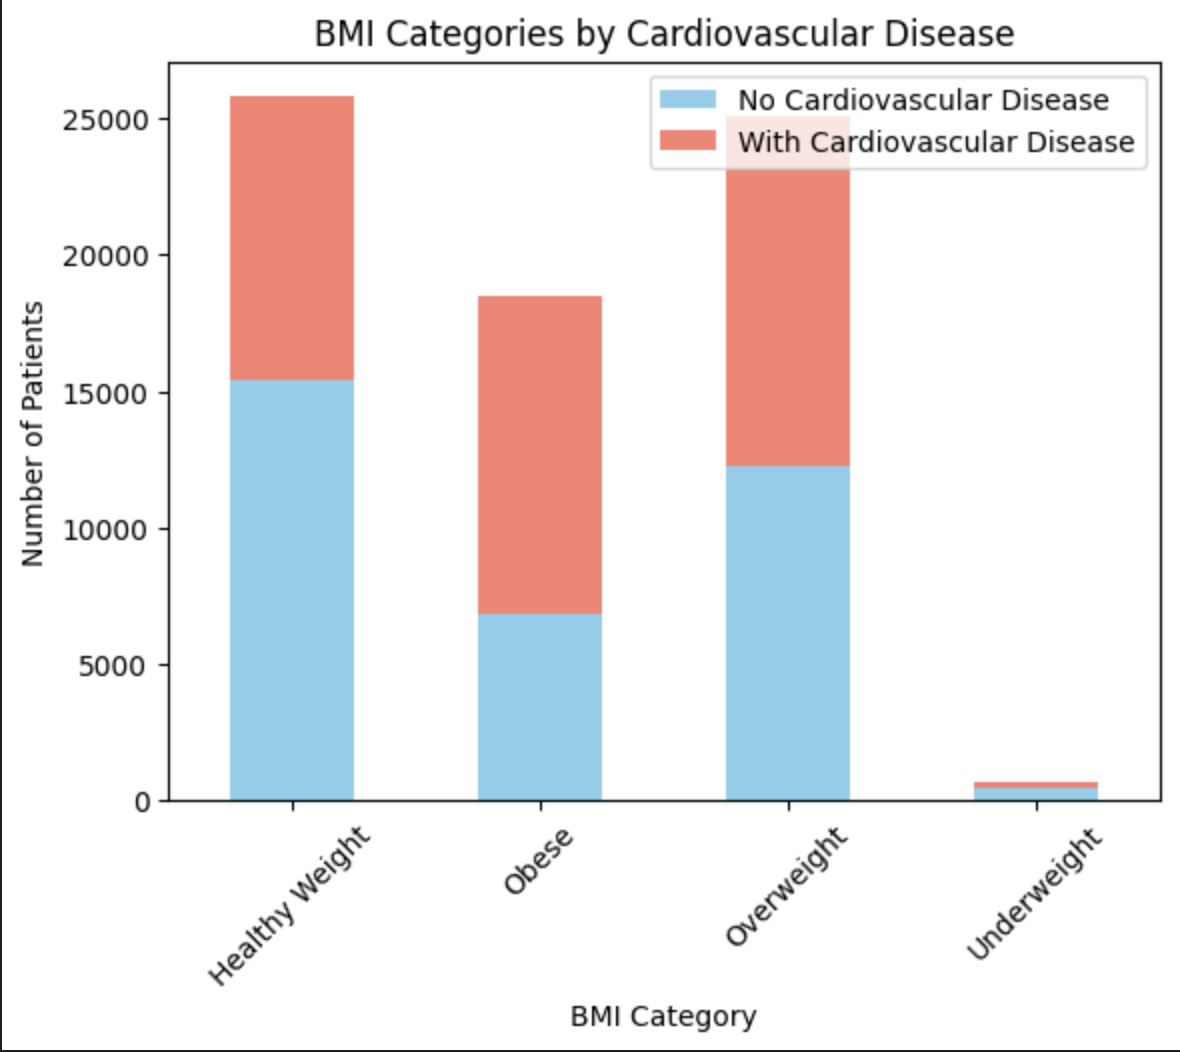 BMI Categories by Cardiovascular Disease
No Cardiovascular Disease
With Cardiovascular Disease
25000
20000
15000
10000
5000
0
Number of Patients
Healthy Weight
Obese
Overweight
Underweight
BMI Category